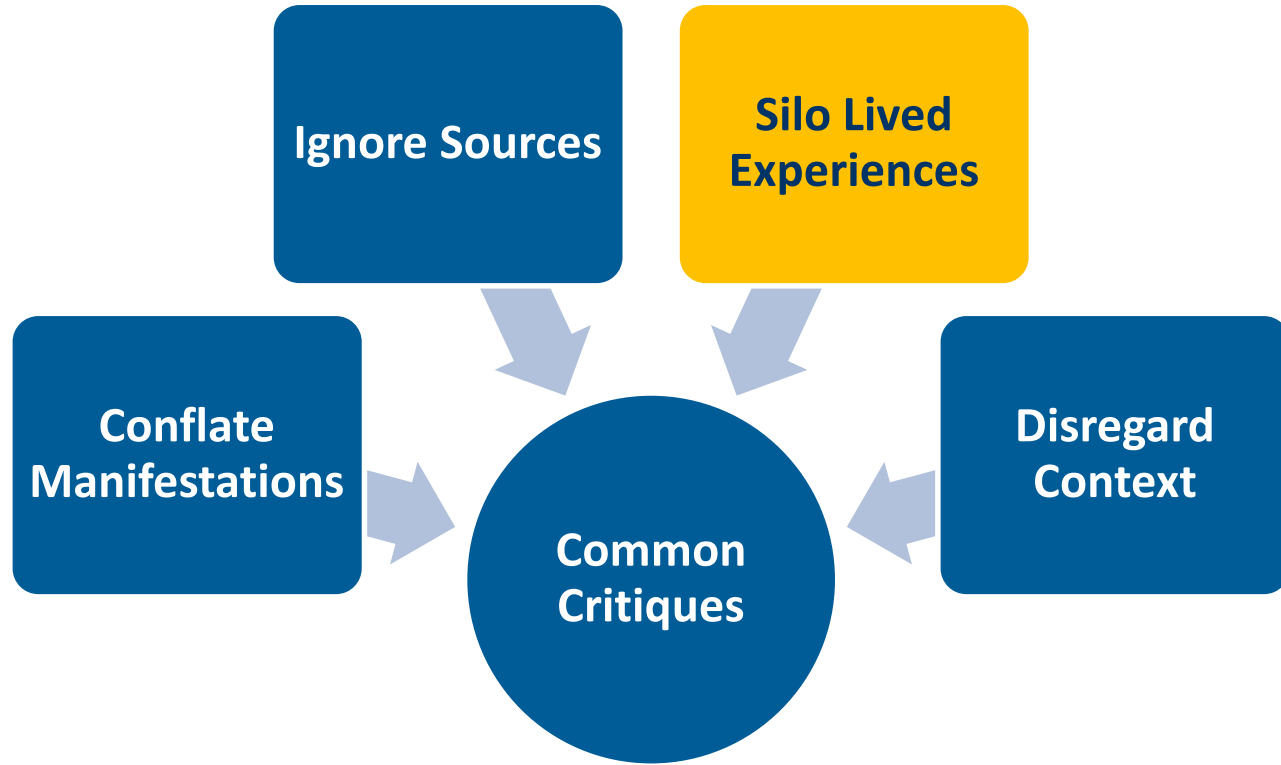 Ignore Sources
Silo Lived
Experiences
Conflate
Manifestations
Disregard
Context
Common
Critiques